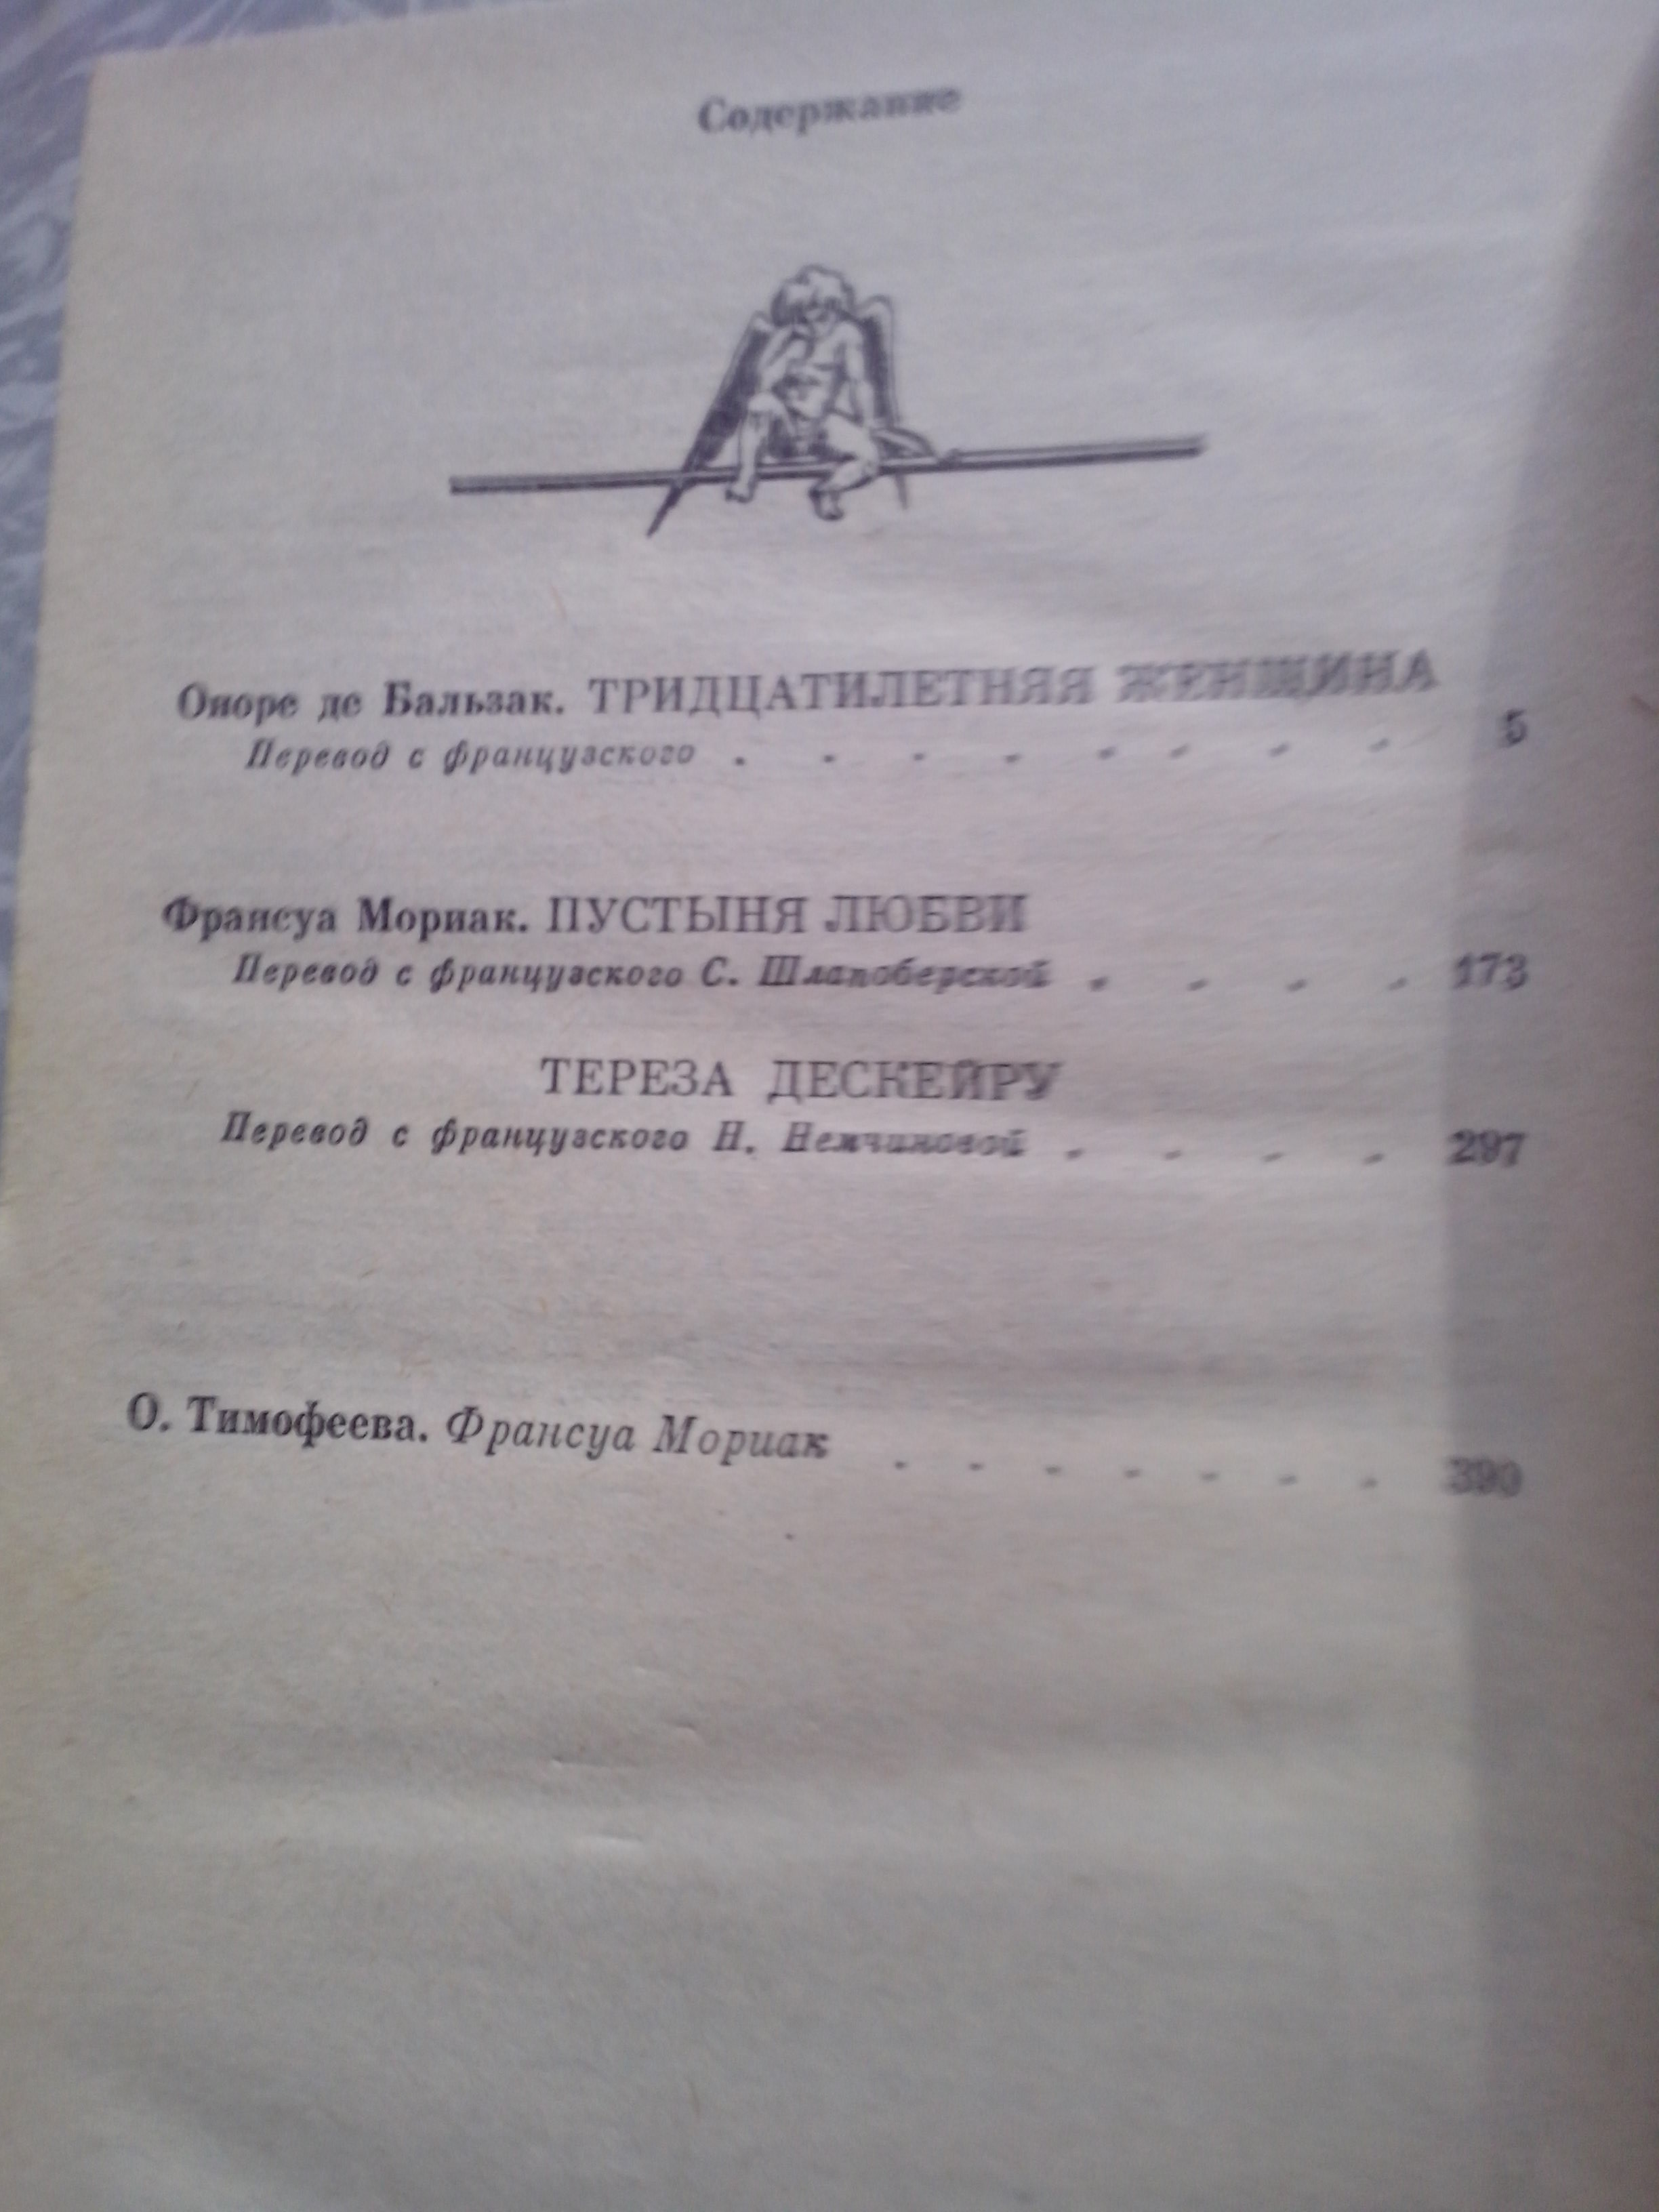 Содержание
Оноре де Бальзак. ТРИДЦАТИЛЕТНЯЯ ЖЕНЩИНА
Перевод с французского . . . . . . . . 5
Франсуа Мориак. ПУСТЫНЯ ЛЮБВИ
Перевод с французского С. Шлапоберской . . . . 173
ТЕРЕЗА ДЕСКЕЙРУ
Перевод с французского Н. Немчиновой . . . . 297
О. Тимофеева. Франсуа Мориак . . . . . . . 390